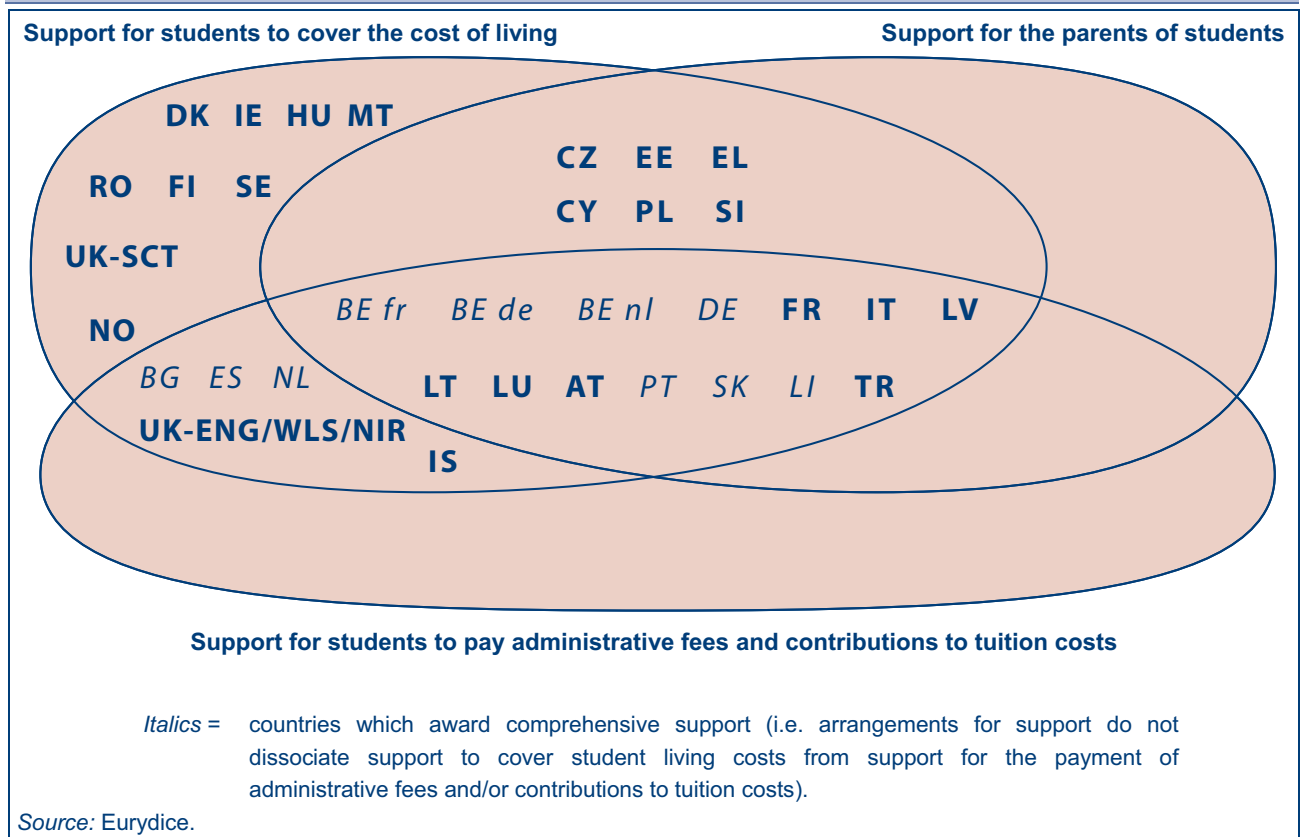 Support for students to cover the cost of living
Support for the parents of students
DK IE HU MT
CZ EE EL
RO FI SE
CY PL SI
UK-SCT
BE fr BE de BE nl DE FR IT LV
NO
BG ES NL
LT LU AT PT SK LI TR
UK-ENG/WLS/NIR
IS
Support for students to pay administrative fees and contributions to tuition costs
Italics = countries which award comprehensive support (i.e. arrangements for support do not
dissociate support to cover student living costs from support for the payment of
administrative fees and/or contributions to tuition costs).
Source: Eurydice.